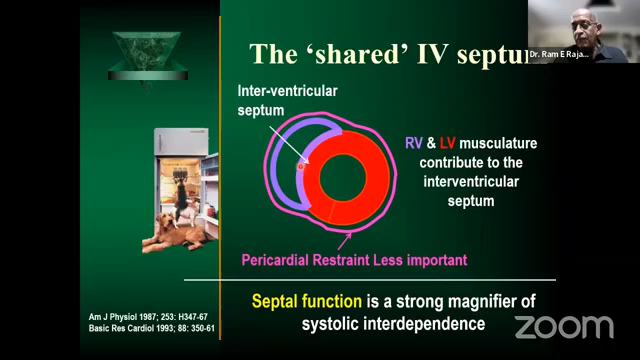 The 'shared' IV septu
Dr. Ram E Raja...
Inter-ventricular
septum
RV & LV musculature
contribute to the
interventricular
septum
Pericardial Restraint Less important
Septal function is a strong magnifier of
systolic interdependence
Am J Physiol 1987; 253: H347-67
Basic Res Cardiol 1993; 88: 350-61
zoom